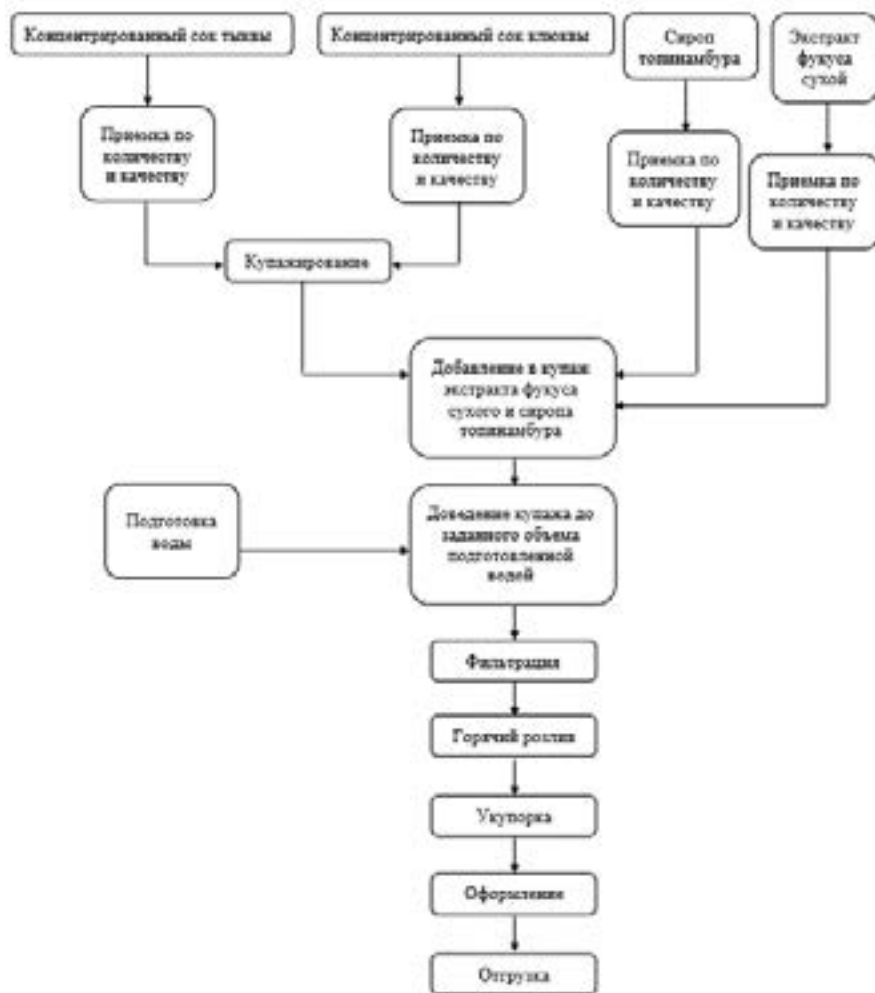 Концентрированный сок тыквы
Концентрированный сок клюквы
Сироп
топинамбура
Экстракт
фукуса
сухой
Приемка по
количеству
и качеству
Приемка по
количеству
и качеству
Приемка по
количеству
и качеству
Приемка по
количеству
и качеству
Купажирование
Добавление в купаж
экстракта фукуса
сухого и сиропа
топинамбура
Подготовка
воды
Доведение купажа до
заданного объема
подготовленной
водой
Фильтрация
Горячий розлив
Укупорка
Оформление
Отгрузка